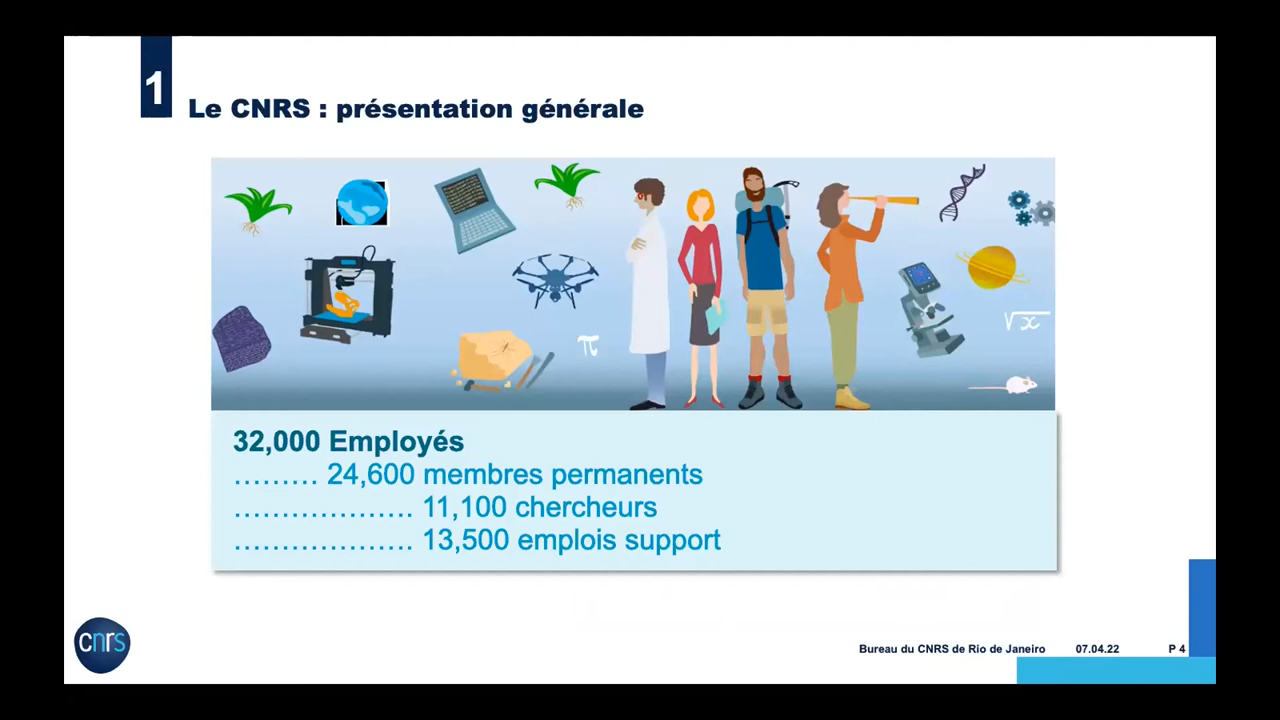 1
Le CNRS : présentation générale
π
√x
32,000 Employés
……… 24,600 membres permanents
………………. 11,100 chercheurs
………………. 13,500 emplois support
cnrs
Bureau du CNRS de Rio de Janeiro 07.04.22 P 4